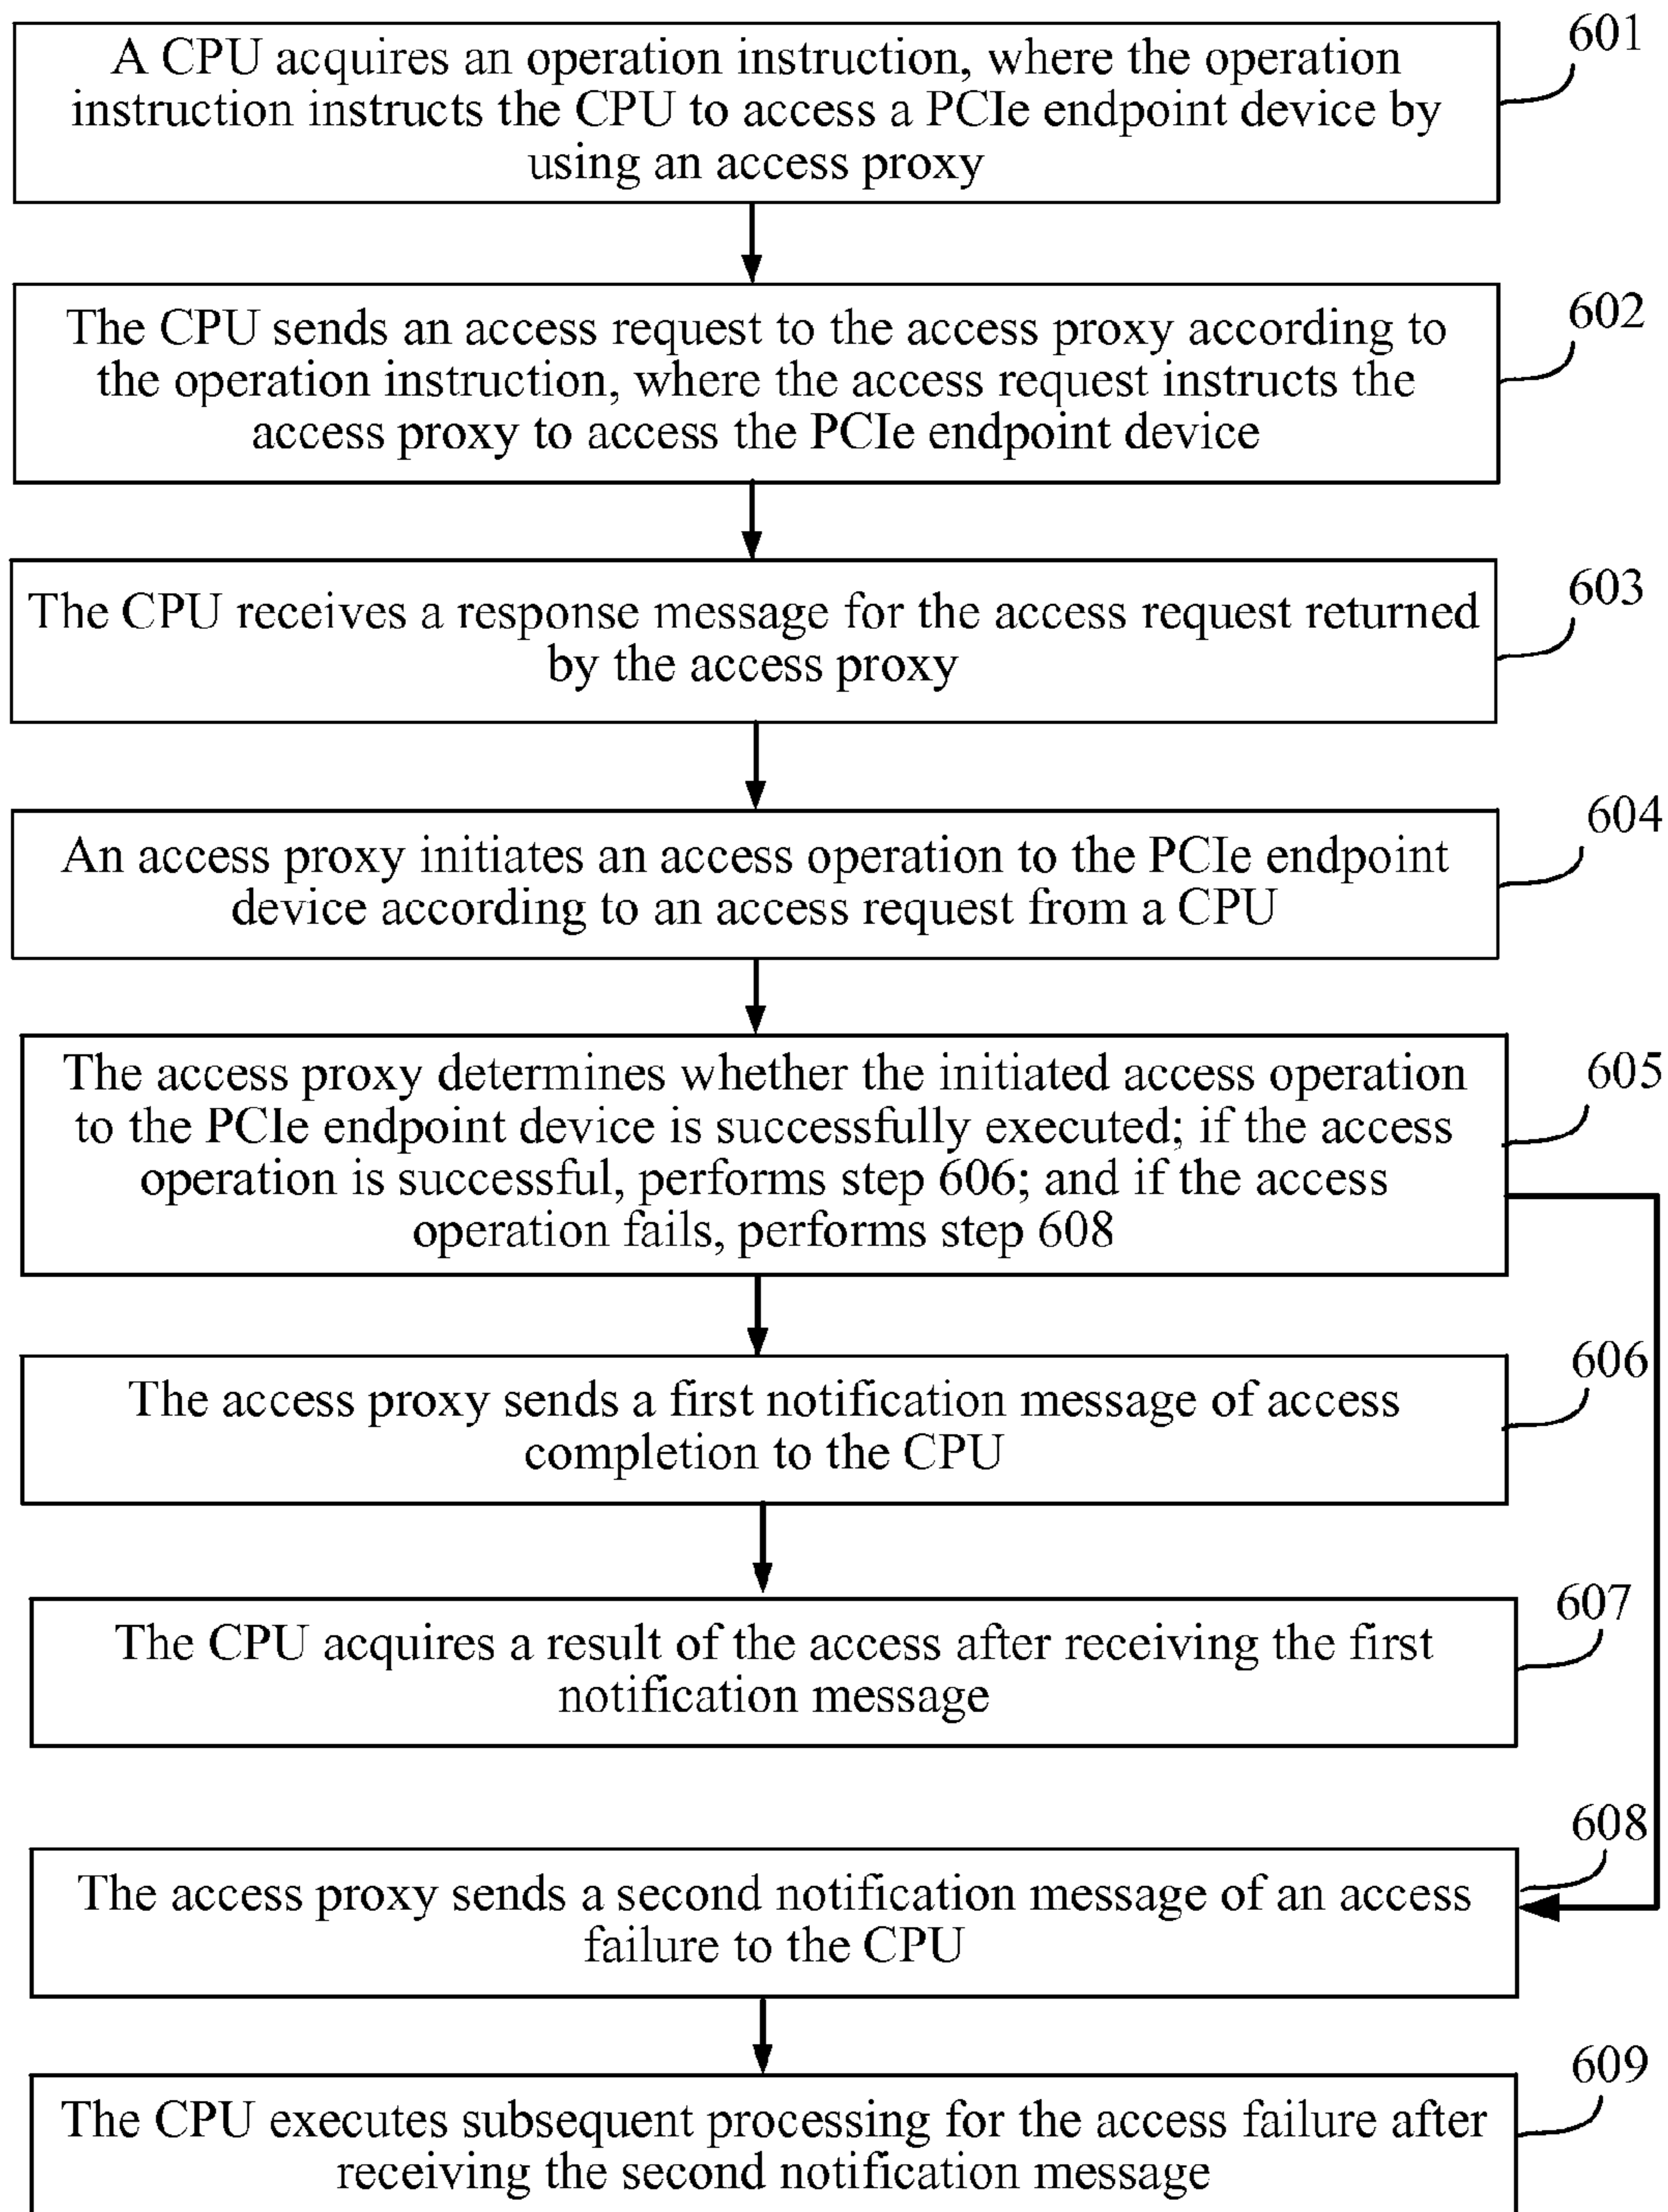 601
A CPU acquires an operation instruction, where the operation
instruction instructs the CPU to access a PCIe endpoint device by
using an access proxy
602
The CPU sends an access request to the access proxy according to
the operation instruction, where the access request instructs the
access proxy to access the PCIe endpoint device
603
The CPU receives a response message for the access request returned
by the access proxy
604
An access proxy initiates an access operation to the PCIe endpoint
device according to an access request from a CPU
605
The access proxy determines whether the initiated access operation
to the PCIe endpoint device is successfully executed; if the access
operation is successful, performs step 606; and if the access
operation fails, performs step 608
606
The access proxy sends a first notification message of access
completion to the CPU
607
The CPU acquires a result of the access after receiving the first
notification message
608
The access proxy sends a second notification message of an access
failure to the CPU
609
The CPU executes subsequent processing for the access failure after
receiving the second notification message